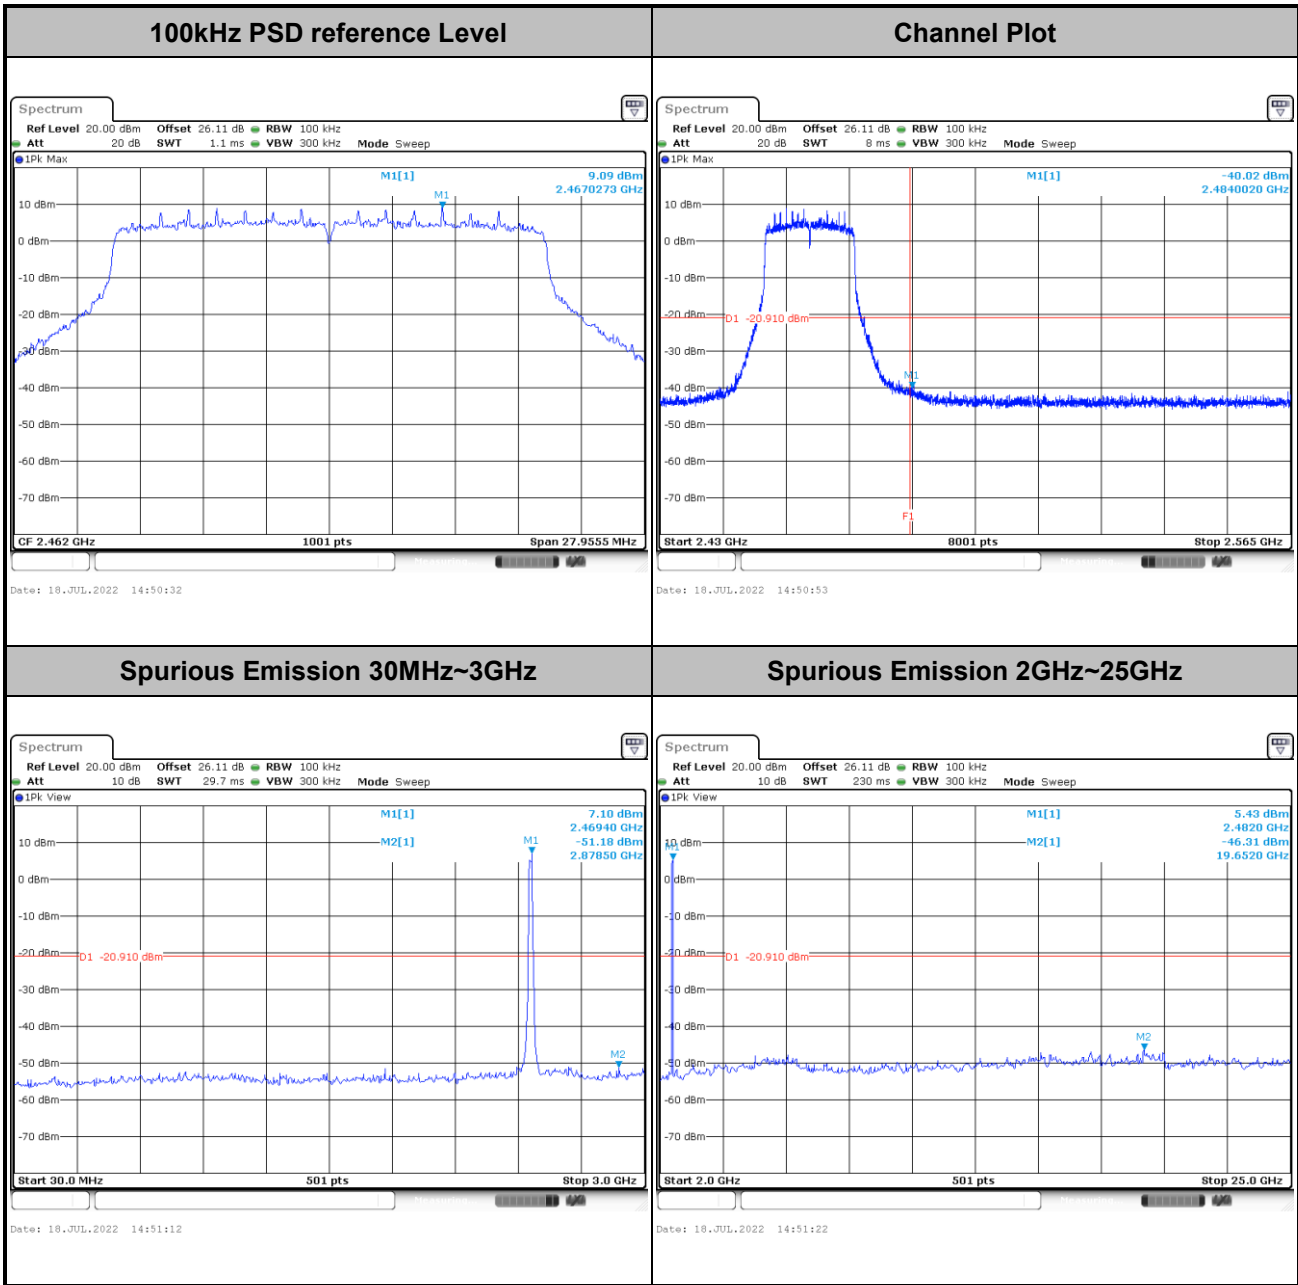 100kHz PSD reference Level
Spectrum
Ref Level 20.00 dBm Offset 26.11 dB RBW 100 kHz
Att 20 dB SWT 1.1 ms VBW 300 kHz Mode Sweep
1Pk Max
M1[1] 9.09 dBm
2.4670273 GHz
M1
10 dBm
0 dBm
-10 dBm
-20 dBm
-30 dBm
-40 dBm
-50 dBm
-60 dBm
-70 dBm
CF 2.462 GHz 1001 pts Span 27.9555 MHz
Measuring...
Date: 18.JUL.2022 14:50:32
Channel Plot
Spectrum
Ref Level 20.00 dBm Offset 26.11 dB RBW 100 kHz
Att 20 dB SWT 8 ms VBW 300 kHz Mode Sweep
1Pk Max
M1[1] -40.02 dBm
2.4840020 GHz
10 dBm
0 dBm
-10 dBm
-20 dBm
D1 -20.910 dBm
-30 dBm
M1
-40 dBm
-50 dBm
-60 dBm
-70 dBm
F1
Start 2.43 GHz 8001 pts Stop 2.565 GHz
Measuring...
Date: 18.JUL.2022 14:50:53
Spurious Emission 30MHz~3GHz
Spectrum
Ref Level 20.00 dBm Offset 26.11 dB RBW 100 kHz
Att 10 dB SWT 29.7 ms VBW 300 kHz Mode Sweep
1Pk View
M1[1] 7.10 dBm
2.46940 GHz
M2[1] -51.18 dBm
2.87850 GHz
M1
10 dBm
0 dBm
-10 dBm
-20 dBm
D1 -20.910 dBm
-30 dBm
-40 dBm
M2
-50 dBm
-60 dBm
-70 dBm
Start 30.0 MHz 501 pts Stop 3.0 GHz
Measuring...
Date: 18.JUL.2022 14:51:12
Spurious Emission 2GHz~25GHz
Spectrum
Ref Level 20.00 dBm Offset 26.11 dB RBW 100 kHz
Att 10 dB SWT 230 ms VBW 300 kHz Mode Sweep
1Pk View
M1[1] 5.43 dBm
2.4820 GHz
M2[1] -46.31 dBm
19.6520 GHz
10 dBm
M1
0 dBm
-10 dBm
-20 dBm
D1 -20.910 dBm
-30 dBm
-40 dBm
M2
-50 dBm
-60 dBm
-70 dBm
Start 2.0 GHz 501 pts Stop 25.0 GHz
Measuring...
Date: 18.JUL.2022 14:51:22